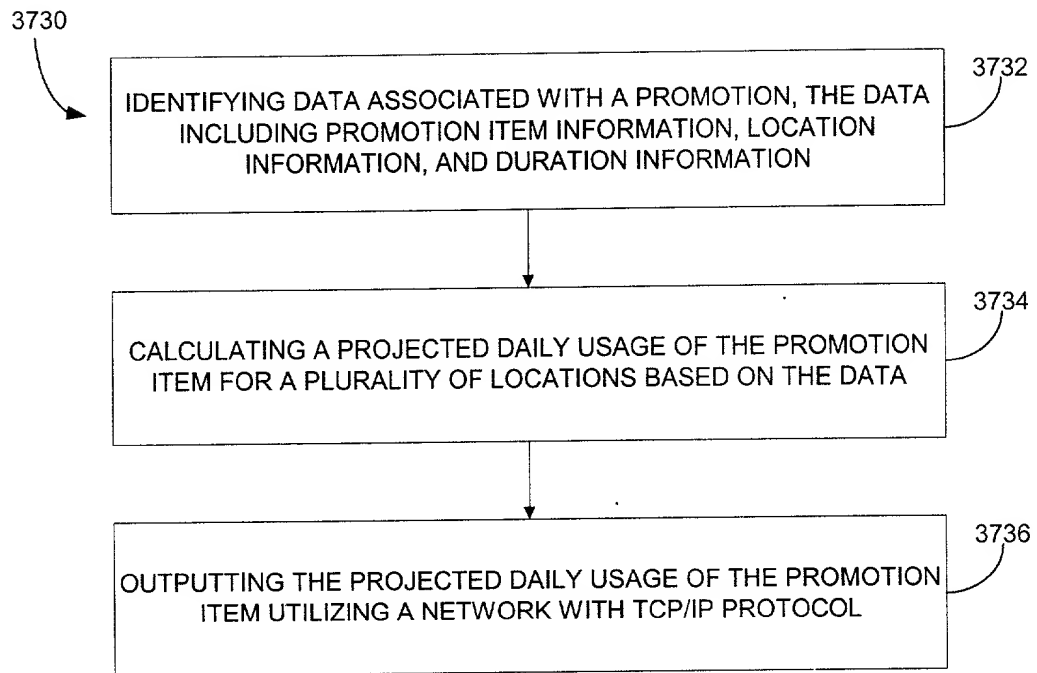 3730
3732
IDENTIFYING DATA ASSOCIATED WITH A PROMOTION, THE DATA
INCLUDING PROMOTION ITEM INFORMATION, LOCATION
INFORMATION, AND DURATION INFORMATION
3734
CALCULATING A PROJECTED DAILY USAGE OF THE PROMOTION
ITEM FOR A PLURALITY OF LOCATIONS BASED ON THE DATA
3736
OUTPUTTING THE PROJECTED DAILY USAGE OF THE PROMOTION
ITEM UTILIZING A NETWORK WITH TCP/IP PROTOCOL